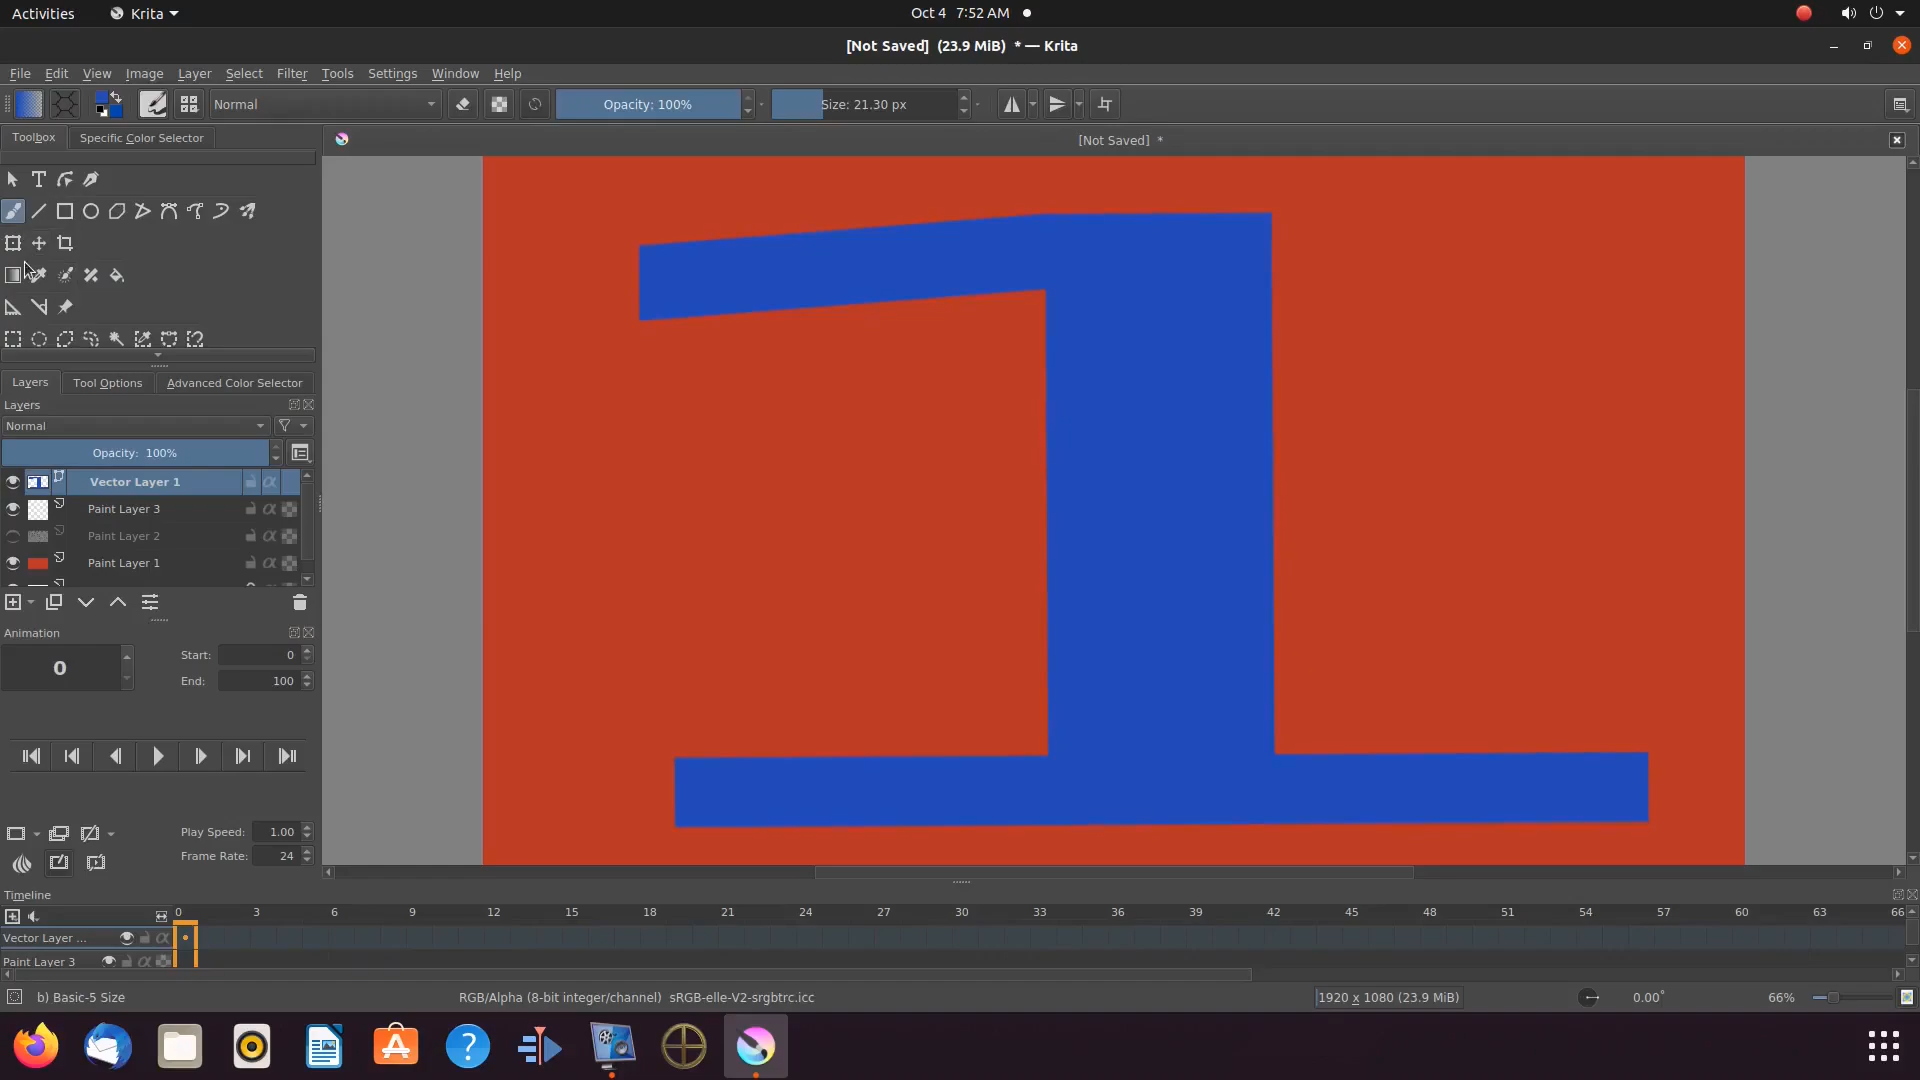 Activities Krita Oct 4 7:52 AM
[Not Saved] (23.9 MiB) * — Krita
File Edit View Image Layer Select Filter Tools Settings Window Help
Normal Opacity: 100% Size: 21.30 px
Toolbox Specific Color Selector [Not Saved] *
Layers Tool Options Advanced Color Selector
Layers
Normal
Opacity: 100%
Vector Layer 1
Paint Layer 3
Paint Layer 2
Paint Layer 1
Animation
0 Start: 0
End: 100
Play Speed: 1.00
Frame Rate: 24
Timeline
0 3 6 9 12 15 18 21 24 27 30 33 36 39 42 45 48 51 54 57 60 63 66
Vector Layer ...
Paint Layer 3
b) Basic-5 Size RGB/Alpha (8-bit integer/channel) sRGB-elle-V2-srgbtrc.icc 1920 x 1080 (23.9 MiB) 0.00° 66%